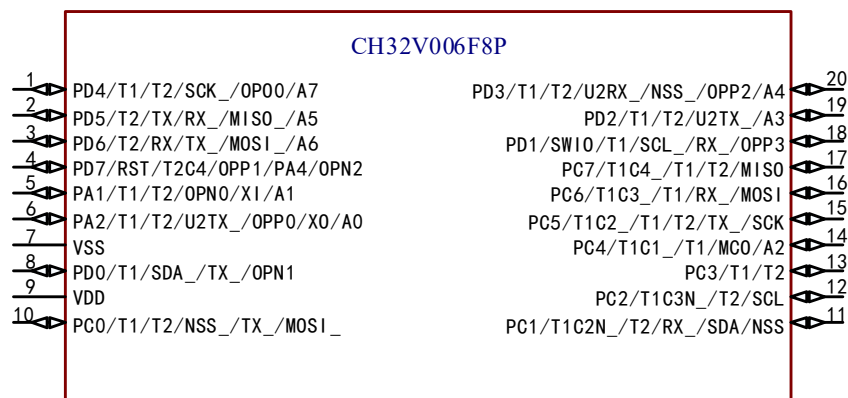 CH32V006F8P
1 PD4/T1/T2/SCK_/OPO0/A7
2 PD5/T2/TX/RX_/MISO_/A5
3 PD6/T2/RX/TX_/MOSI_/A6
4 PD7/RST/T2C4/OPP1/PA4/OPN2
5 PA1/T1/T2/OPN0/XI/A1
6 PA2/T1/T2/U2TX_/OPP0/XO/A0
7 VSS
8 PD0/T1/SDA_/TX_/OPN1
9 VDD
10 PC0/T1/T2/NSS_/TX_/MOSI_
PD3/T1/T2/U2RX_/NSS_/OPP2/A4 20
PD2/T1/T2/U2TX_/A3 19
PD1/SWIO/T1/SCL_/RX_/OPP3 18
PC7/T1C4_/T1/T2/MISO 17
PC6/T1C3_/T1/RX_/MOSI 16
PC5/T1C2_/T1/T2/TX_/SCK 15
PC4/T1C1_/T1/MCO/A2 14
PC3/T1/T2 13
PC2/T1C3N_/T2/SCL 12
PC1/T1C2N_/T2/RX_/SDA/NSS 11